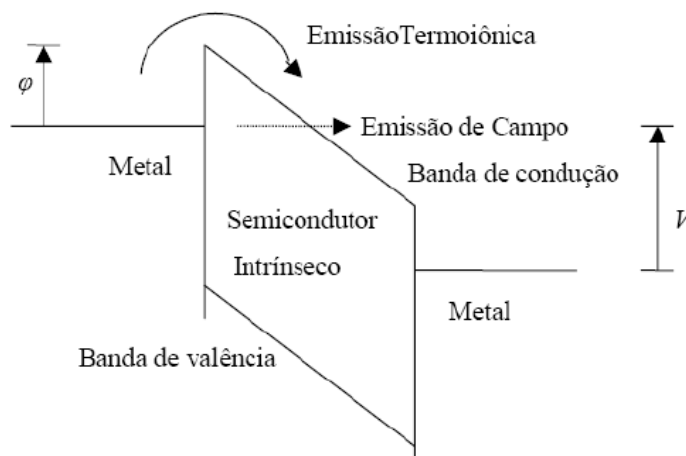 EmissãoTermoiônica
φ
Emissão de Campo
Metal
Banda de condução
V
Semicondutor
Intrínseco
Metal
Banda de valência